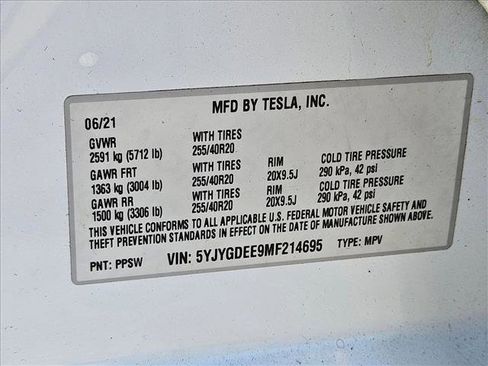 MFD BY TESLA, INC.
06/21
GVWR WITH TIRES
2591 kg (5712 lb) 255/40R20
GAWR FRT WITH TIRES RIM COLD TIRE PRESSURE
1363 kg (3004 lb) 255/40R20 20X9.5J 290 kPa, 42 psi
GAWR RR WITH TIRES RIM COLD TIRE PRESSURE
1500 kg (3306 lb) 255/40R20 20X9.5J 290 kPa, 42 psi
THIS VEHICLE CONFORMS TO ALL APPLICABLE U.S. FEDERAL MOTOR VEHICLE SAFETY AND
THEFT PREVENTION STANDARDS IN EFFECT ON THE DATE OF MANUFACTURE SHOWN ABOVE.
PNT: PPSW VIN: 5YJYGDEE9MF214695 TYPE: MPV